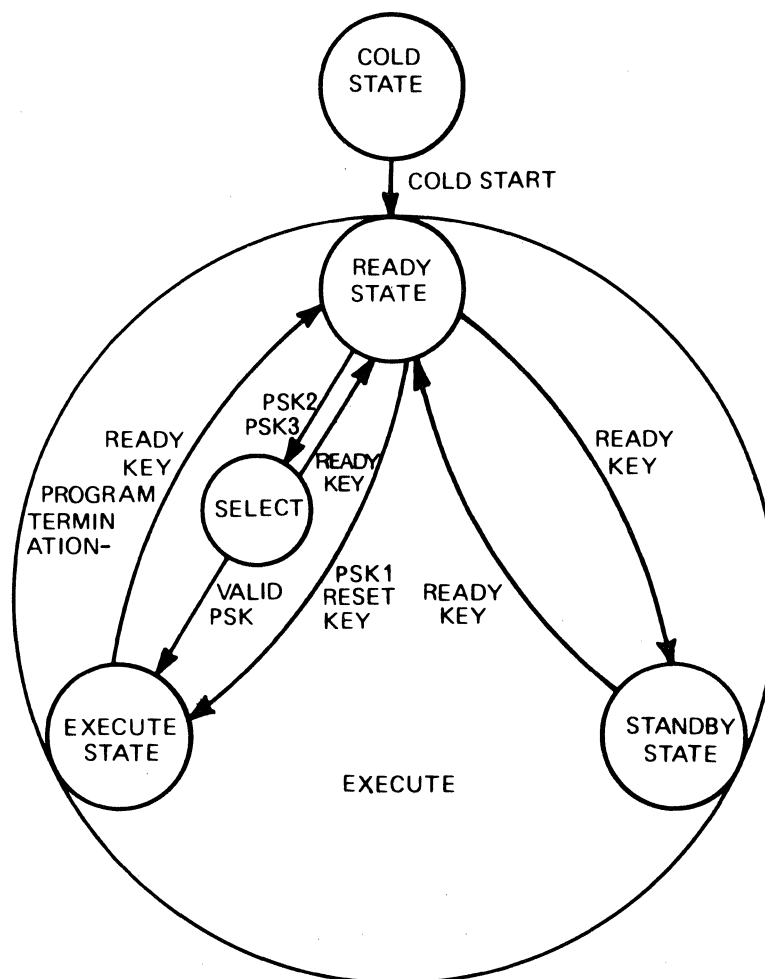 COLD
STATE
COLD START
READY
STATE
PSK2
PSK3
READY
KEY
READY
KEY
PROGRAM
TERMIN
ATION-
READY
KEY
SELECT
VALID
PSK
PSK1
RESET
KEY
READY
KEY
EXECUTE
STATE
STANDBY
STATE
EXECUTE